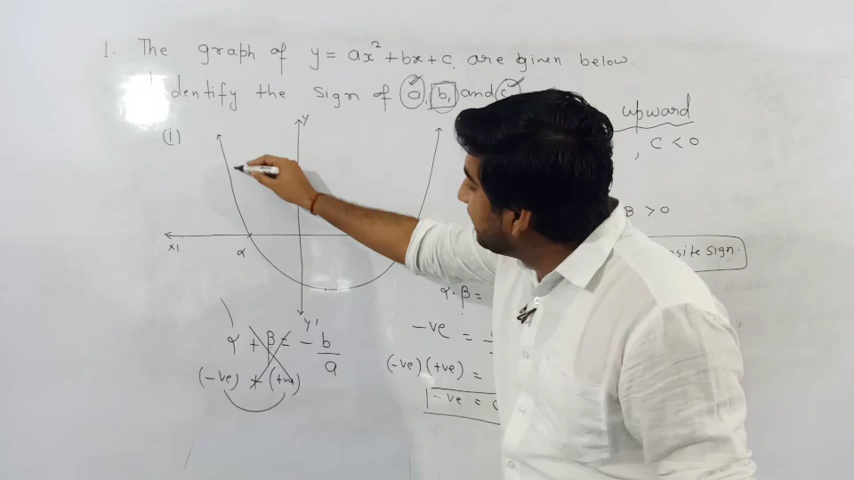 1. The graph of y = ax² + bx + c are given below.
Identify the sign of a, b, and c
upward
(i)
y
, c < 0
B > 0
x1
α
site sign.
y'
α + β = - b/a
(-ve) + (+ve)
α · β =
-ve =
(-ve)(+ve) =
-ve = c